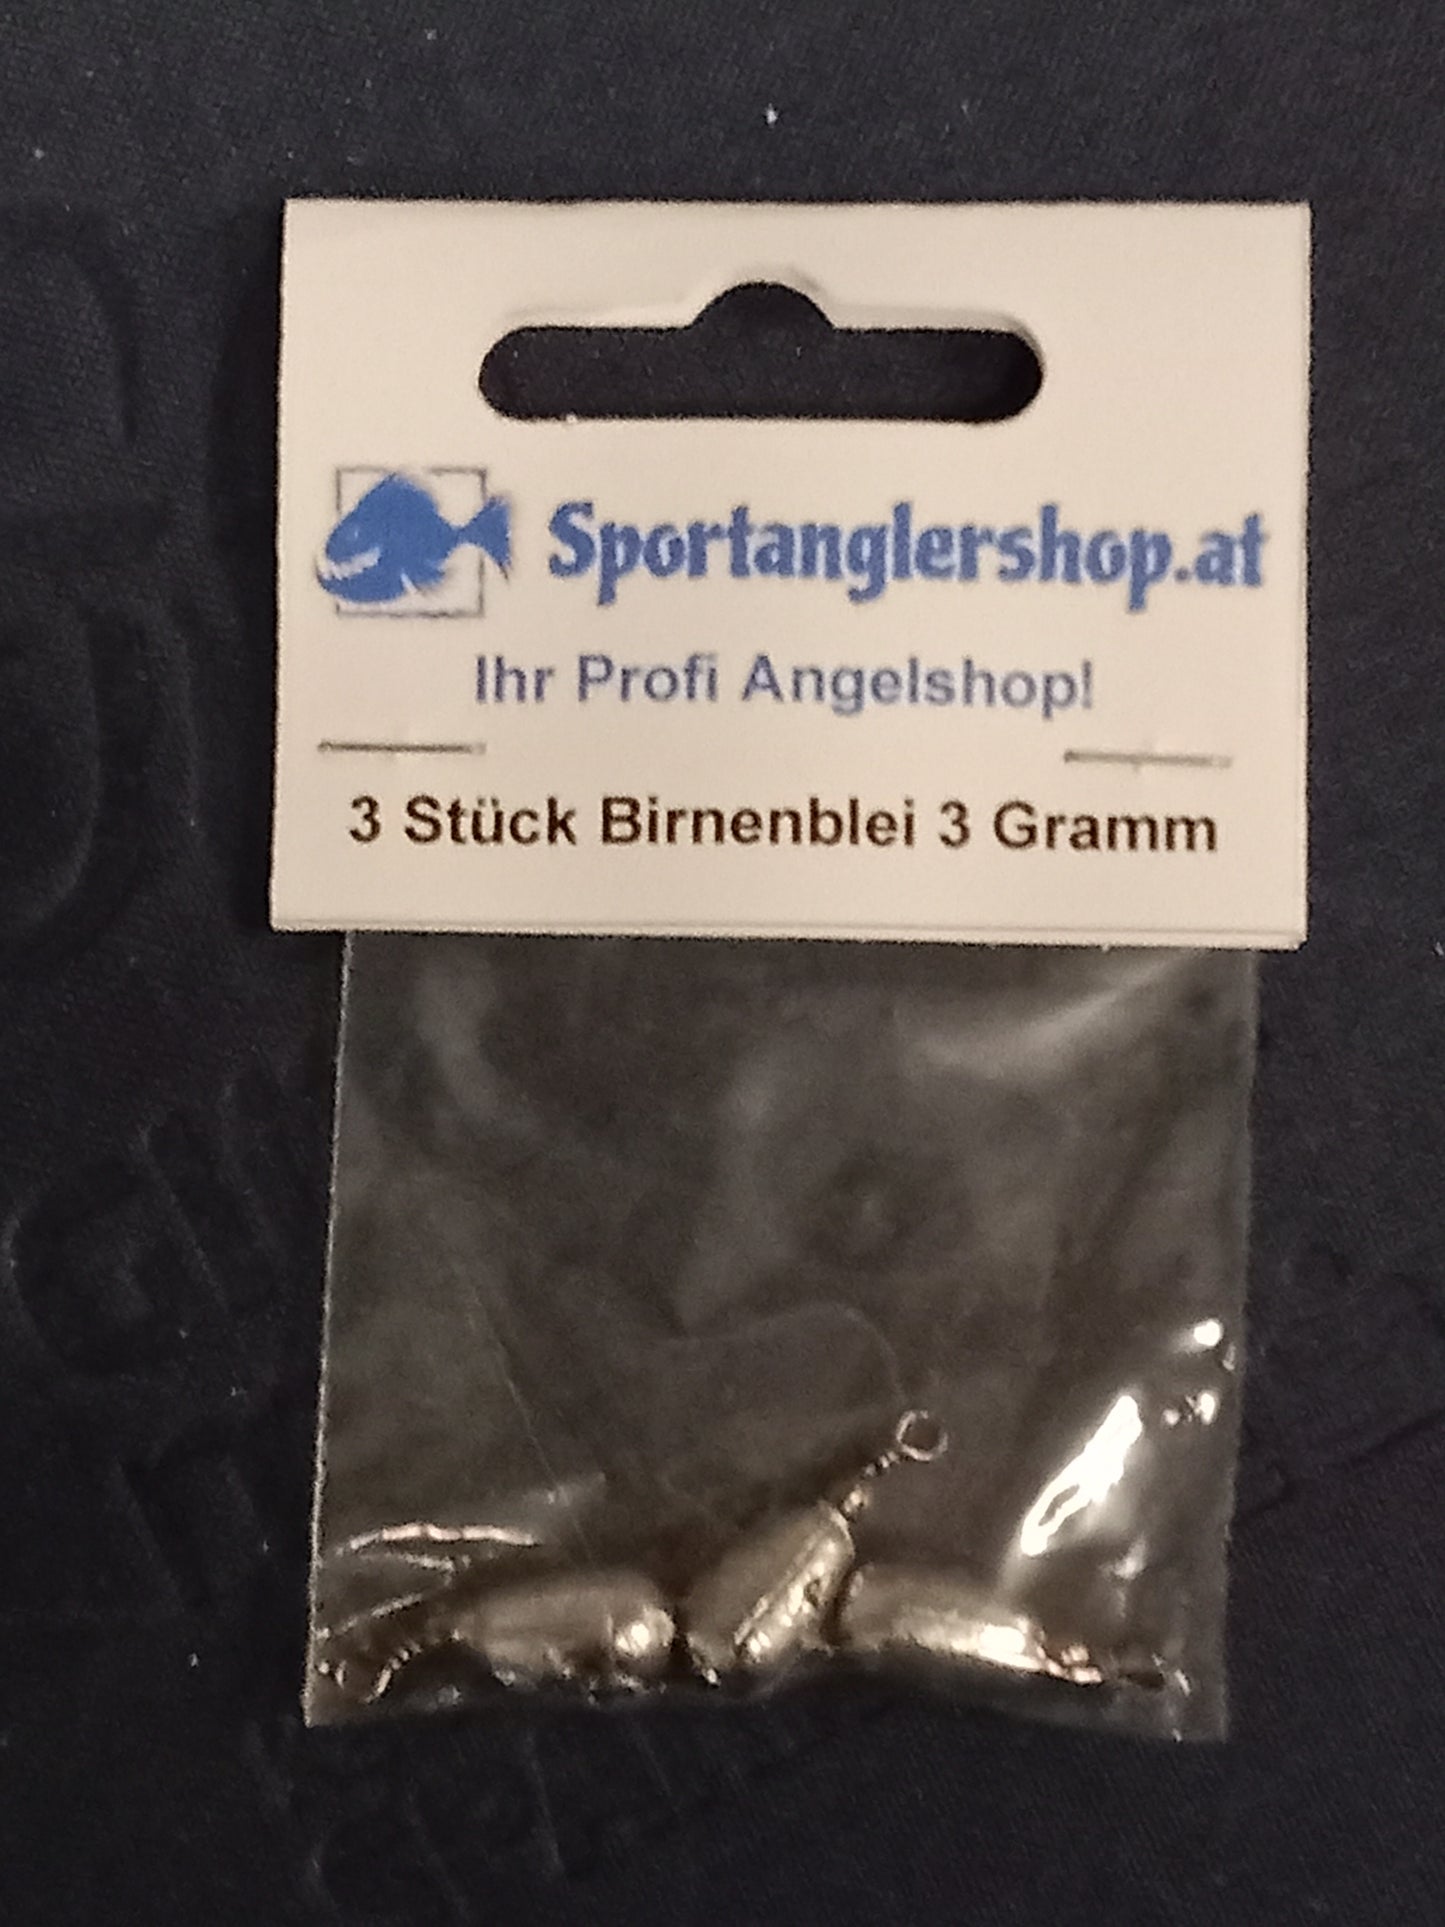 Sportanglershop.at
Ihr Profi Angelshop!
3 Stück Birnenblei 3 Gramm